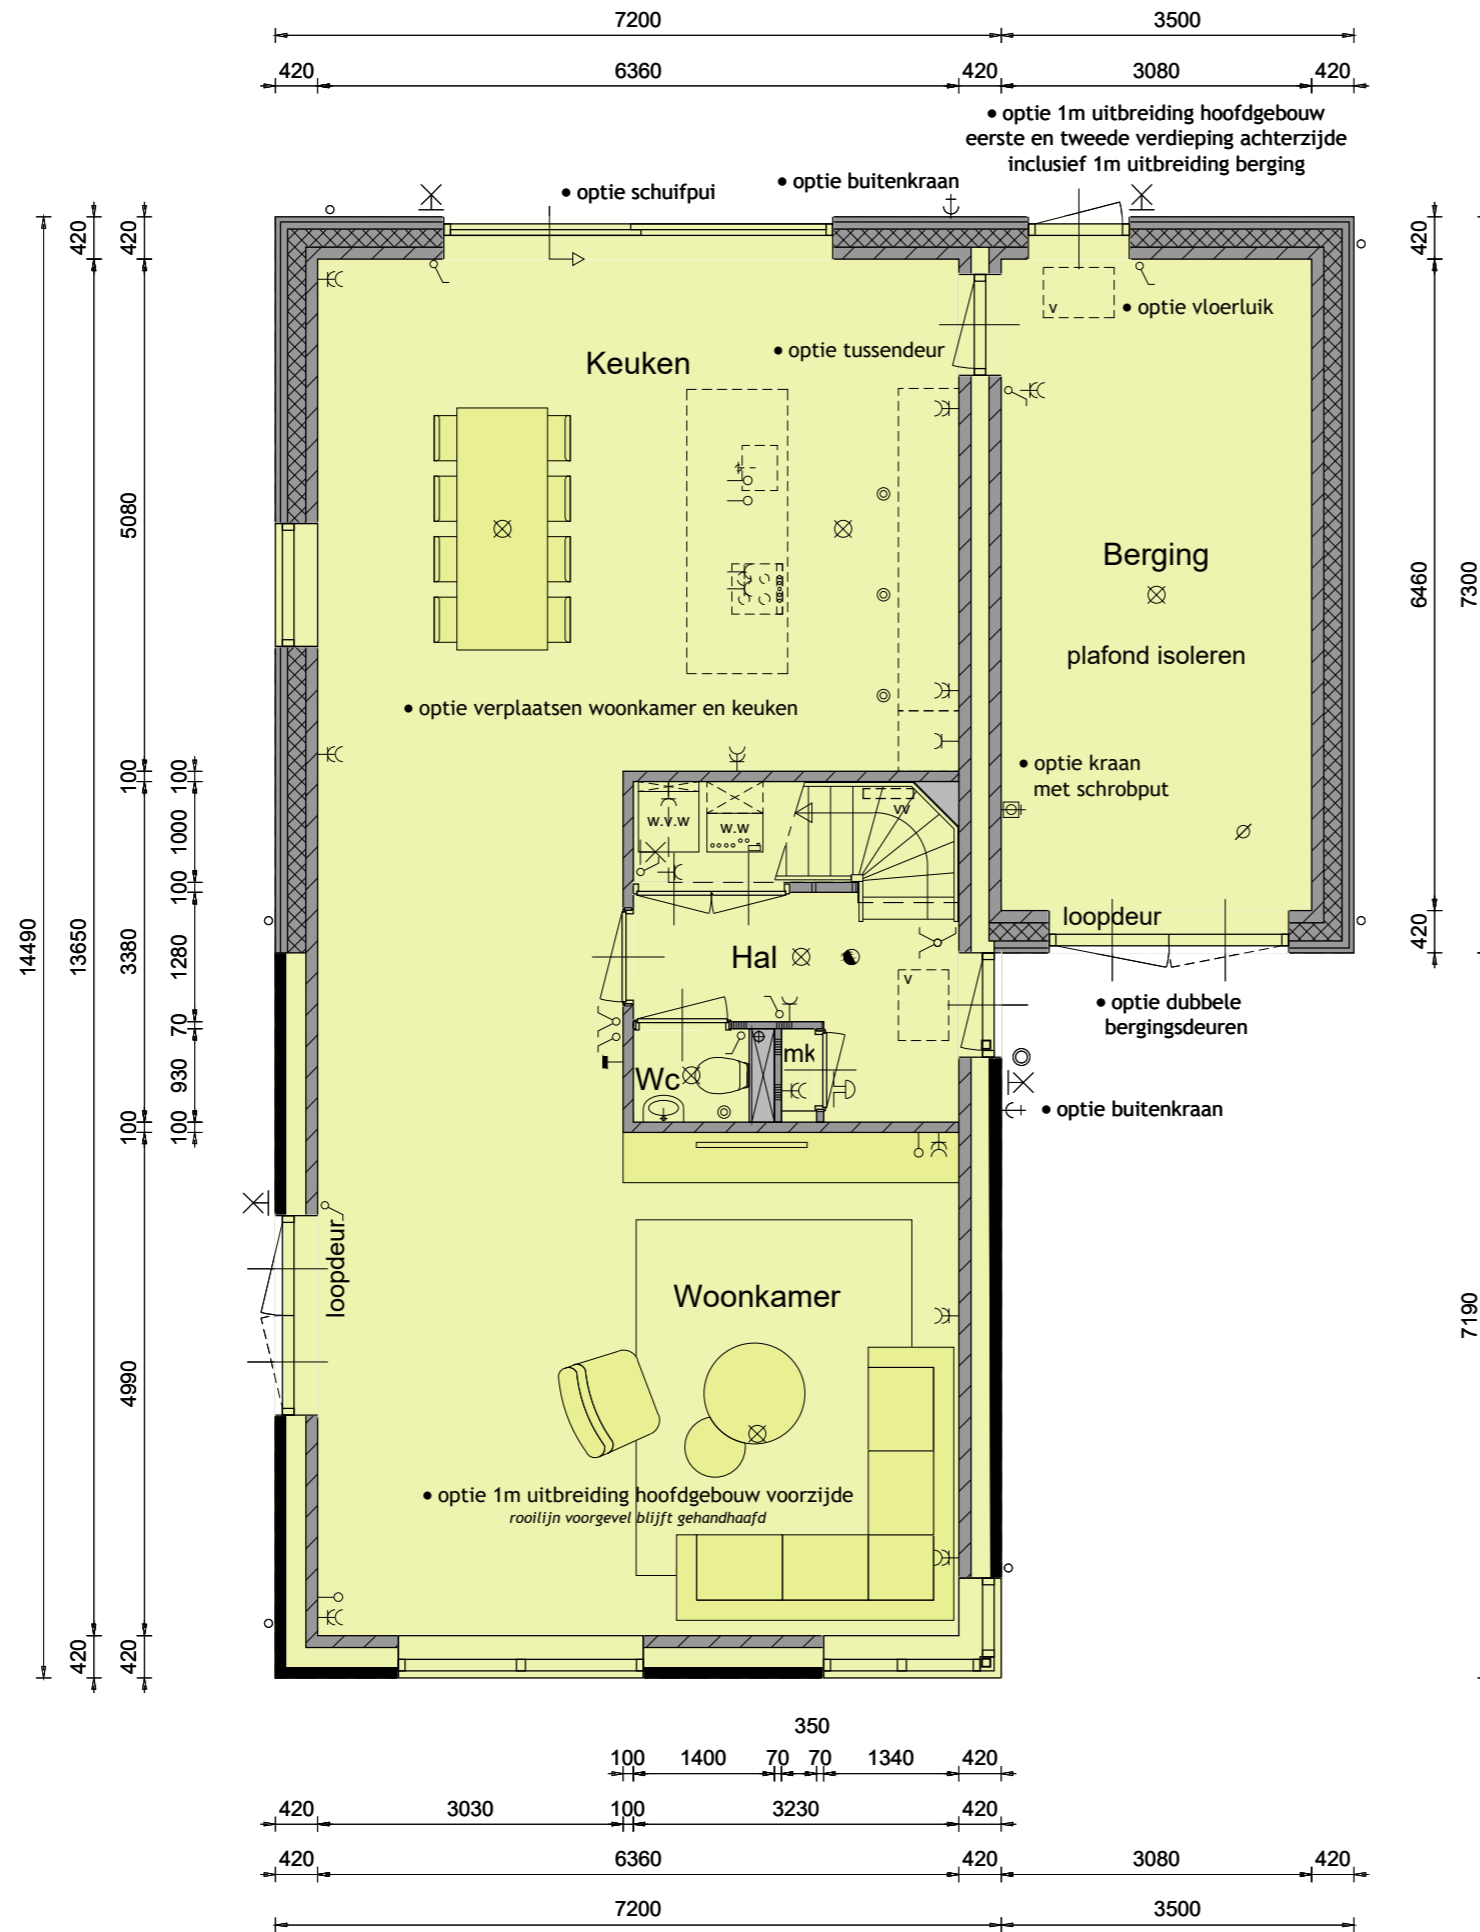 7200 3500
420 6360 420 3080 420
• optie 1m uitbreiding hoofdgebouw
eerste en tweede verdieping achterzijde
inclusief 1m uitbreiding berging
• optie schuifpui
• optie buitenkraan
420 420 420
v
• optie vloerluik
• optie tussendeur
Keuken
5080
Berging
6460 7300
plafond isoleren
• optie verplaatsen woonkamer en keuken
• optie kraan
met schrobput
100 100
w.v.w
w.w
vv
1000
100
loopdeur
14490 13650 3380 1280
420
Hal
v
• optie dubbele
bergingsdeuren
70
mk
Wc
930
• optie buitenkraan
100 100
loopdeur
Woonkamer
7190
4990
• optie 1m uitbreiding hoofdgebouw voorzijde
rooilijn voorgevel blijft gehandhaafd
420 420
350
100 1400 70 70 1340 420
420 3030 100 3230 420
420 6360 420 3080 420
7200 3500